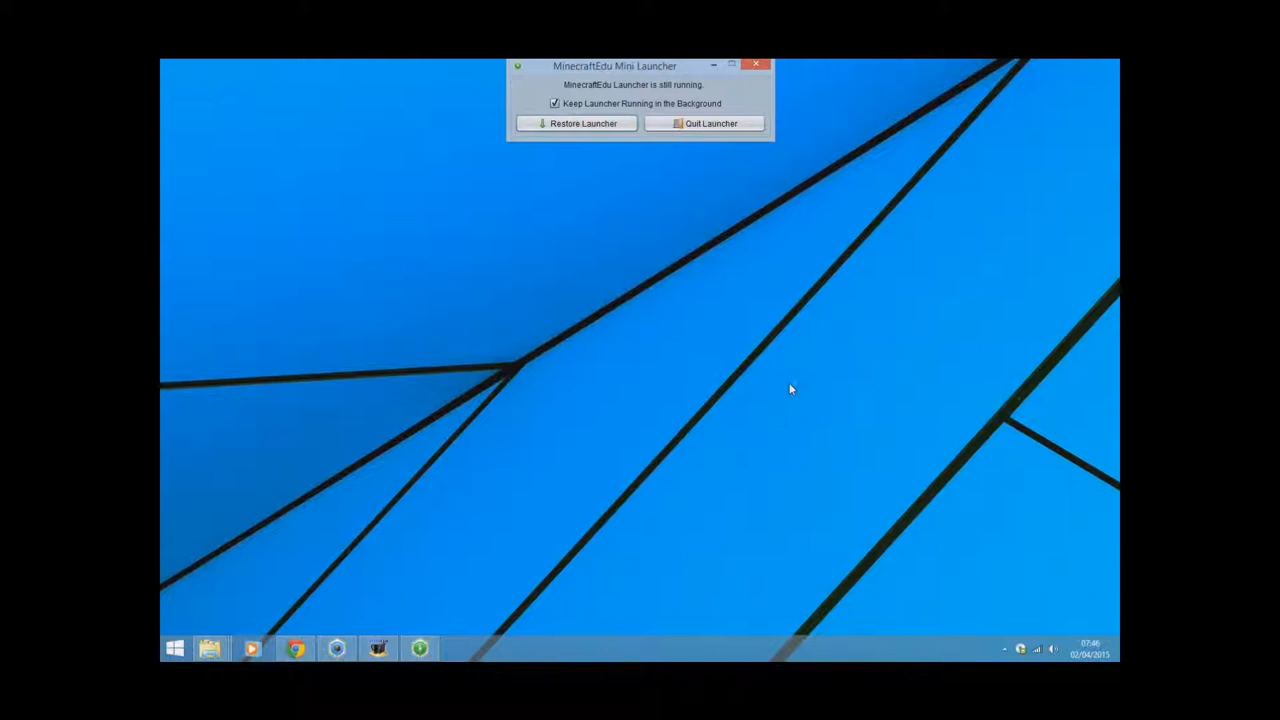 MinecraftEdu Mini Launcher
MinecraftEdu Launcher is still running.
Keep Launcher Running in the Background
Restore Launcher
Quit Launcher
07:46
02/04/2015